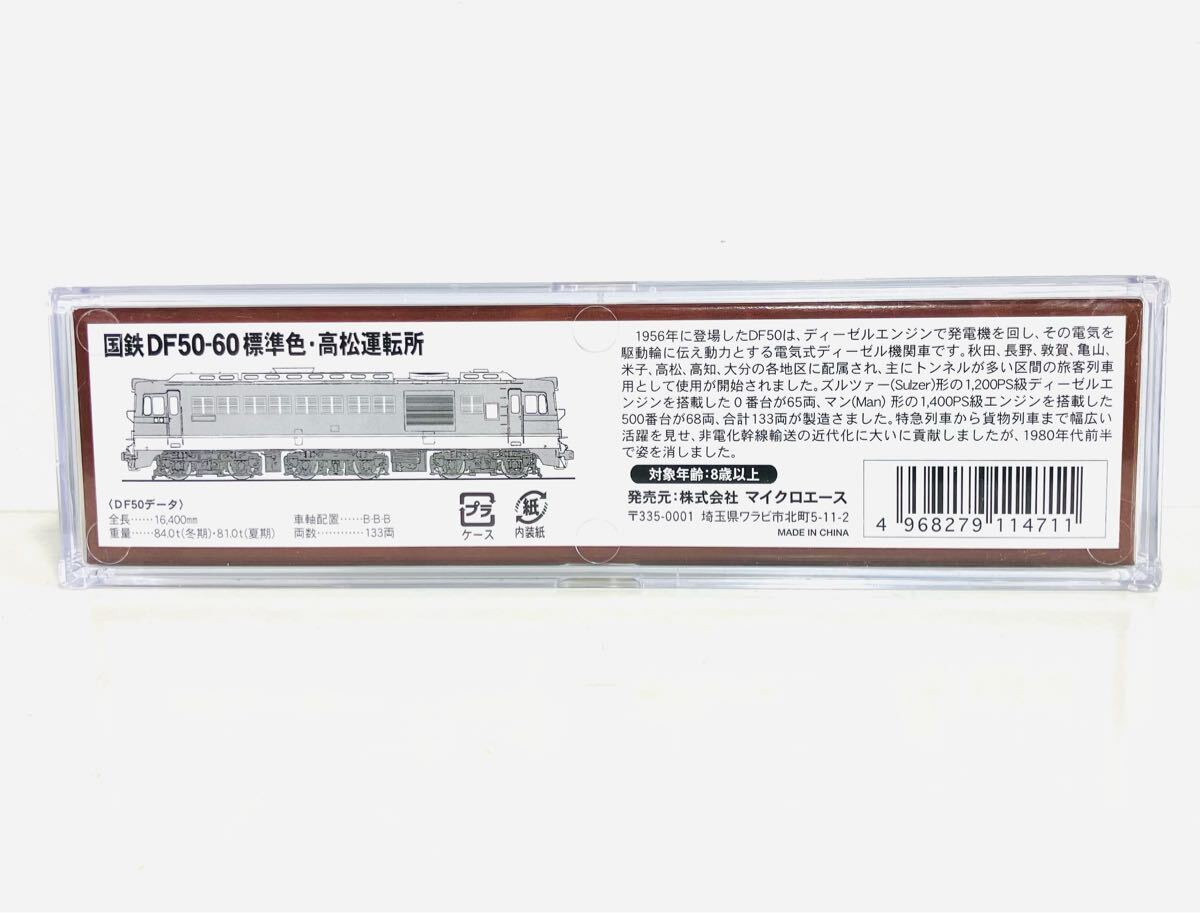 国鉄DF50-60標準色・高松運転所
〈DF50データ〉
全長……16,400㎜
重量……84.0t(冬期)・81.0t(夏期)
車軸配置……B-B-B
両数…………133両
プラ
ケース
紙
内装紙
1956年に登場したDF50は、ディーゼルエンジンで発電機を回し、その電気を
駆動輪に伝え動力とする電気式ディーゼル機関車です。秋田、長野、敦賀、亀山、
米子、高松、高知、大分の各地区に配属され、主にトンネルが多い区間の旅客列車
用として使用が開始されました。ズルツァー(Sulzer)形の1,200PS級ディーゼルエ
ンジンを搭載した0番台が65両、マン(Man) 形の1,400PS級エンジンを搭載した
500番台が68両、合計133両が製造さました。特急列車から貨物列車まで幅広い
活躍を見せ、非電化幹線輸送の近代化に大いに貢献しましたが、1980年代前半
で姿を消しました。
対象年齢:8歳以上
発売元:株式会社 マイクロエース
〒335-0001 埼玉県ワラビ市北町5-11-2
MADE IN CHINA
4 968279 114711